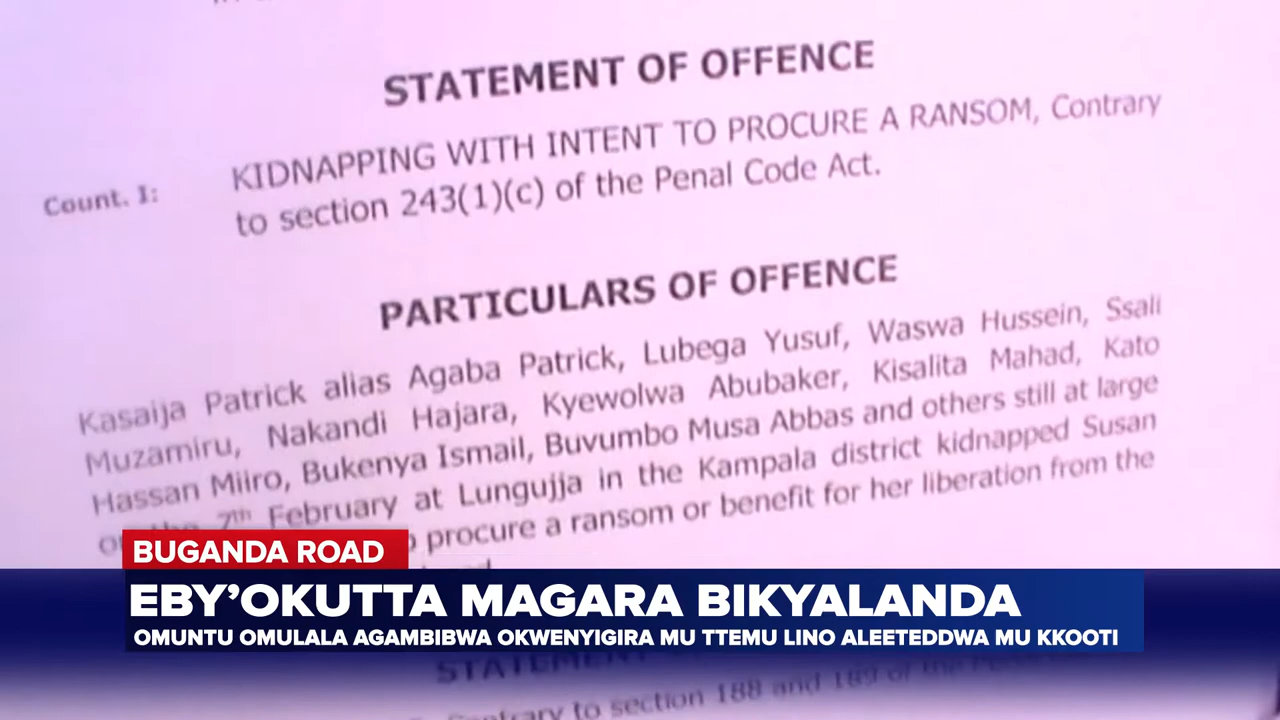 STATEMENT OF OFFENCE
Count. I: KIDNAPPING WITH INTENT TO PROCURE A RANSOM, Contrary
to section 243(1)(c) of the Penal Code Act.
PARTICULARS OF OFFENCE
Kasaija Patrick alias Agaba Patrick, Lubega Yusuf, Waswa Hussein, Ssali
Muzamiru, Nakandi Hajara, Kyewolwa Abubaker, Kisalita Mahad, Kato
Hassan Miiro, Bukenya Ismail, Buvumbo Musa Abbas and others still at large
7th February at Lungujja in the Kampala district kidnapped Susan
procure a ransom or benefit for her liberation from the
BUGANDA ROAD
EBY'OKUTTA MAGARA BIKYALANDA
OMUNTU OMULALA AGAMBIBWA OKWENYIGIRA MU TTEMU LINO ALEETEDDWA MU KKOOTI
STATEMENT
Contrary to section 188 and 189 of the